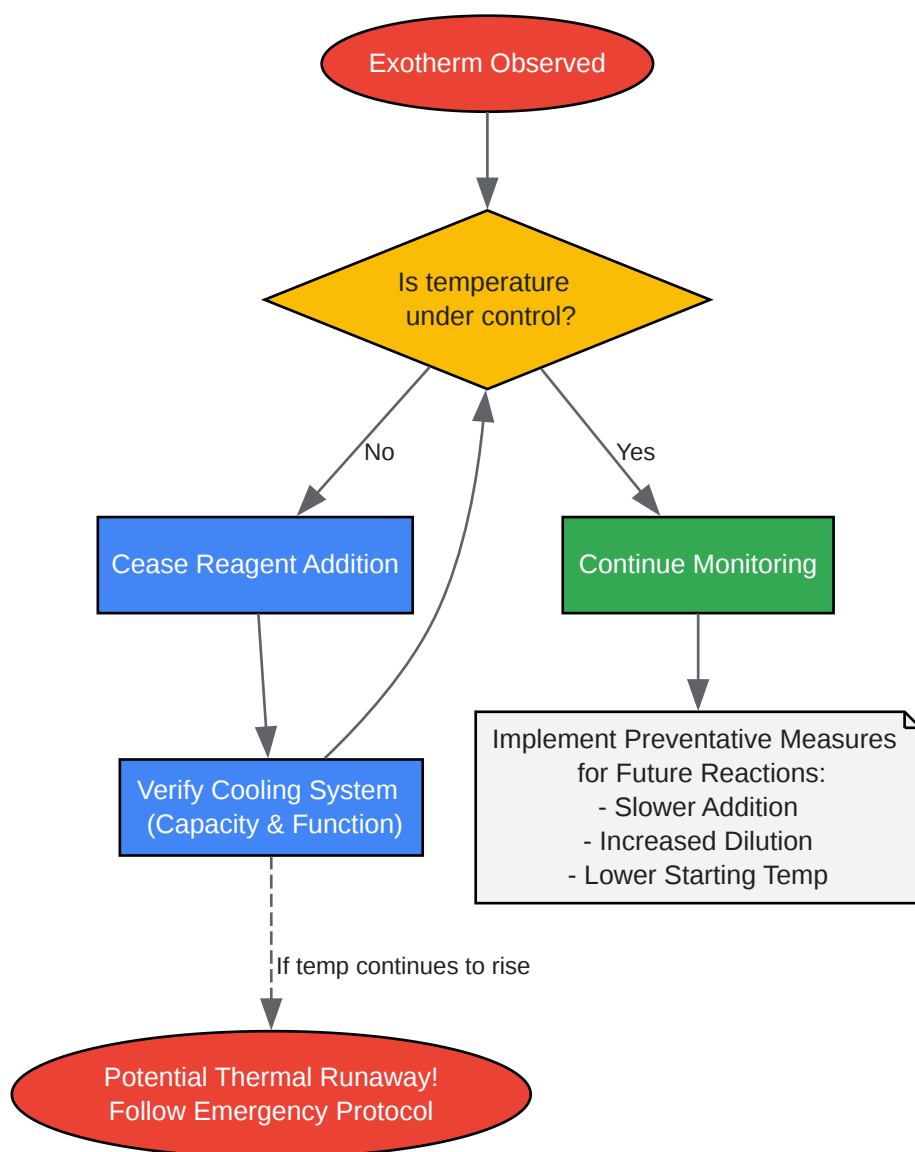 Exotherm Observed
Is temperature
under control?
No
Yes
Cease Reagent Addition
Continue Monitoring
Implement Preventative Measures
for Future Reactions:
- Slower Addition
- Increased Dilution
- Lower Starting Temp
Verify Cooling System
(Capacity & Function)
If temp continues to rise
Potential Thermal Runaway!
Follow Emergency Protocol